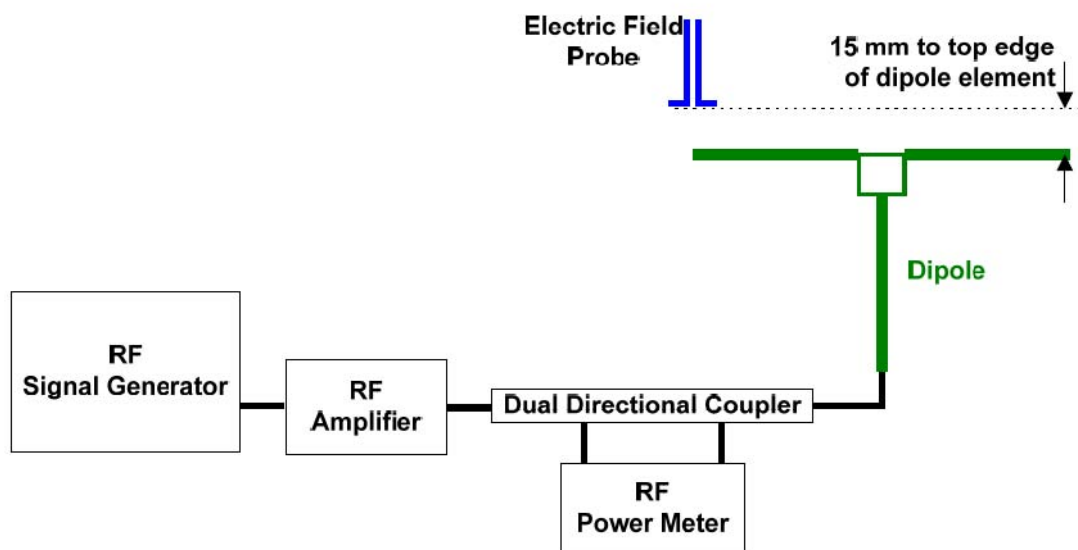 Electric Field
Probe
15 mm to top edge
of dipole element
Dipole
RF
Signal Generator
RF
Amplifier
Dual Directional Coupler
RF
Power Meter